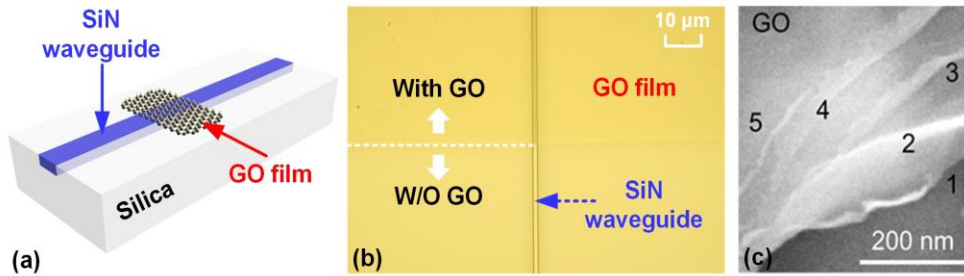 SiN
waveguide
GO film
Silica
(a)
10 µm
With GO
GO film
W/O GO
SiN
waveguide
(b)
GO
3
4
5
2
1
200 nm
(c)